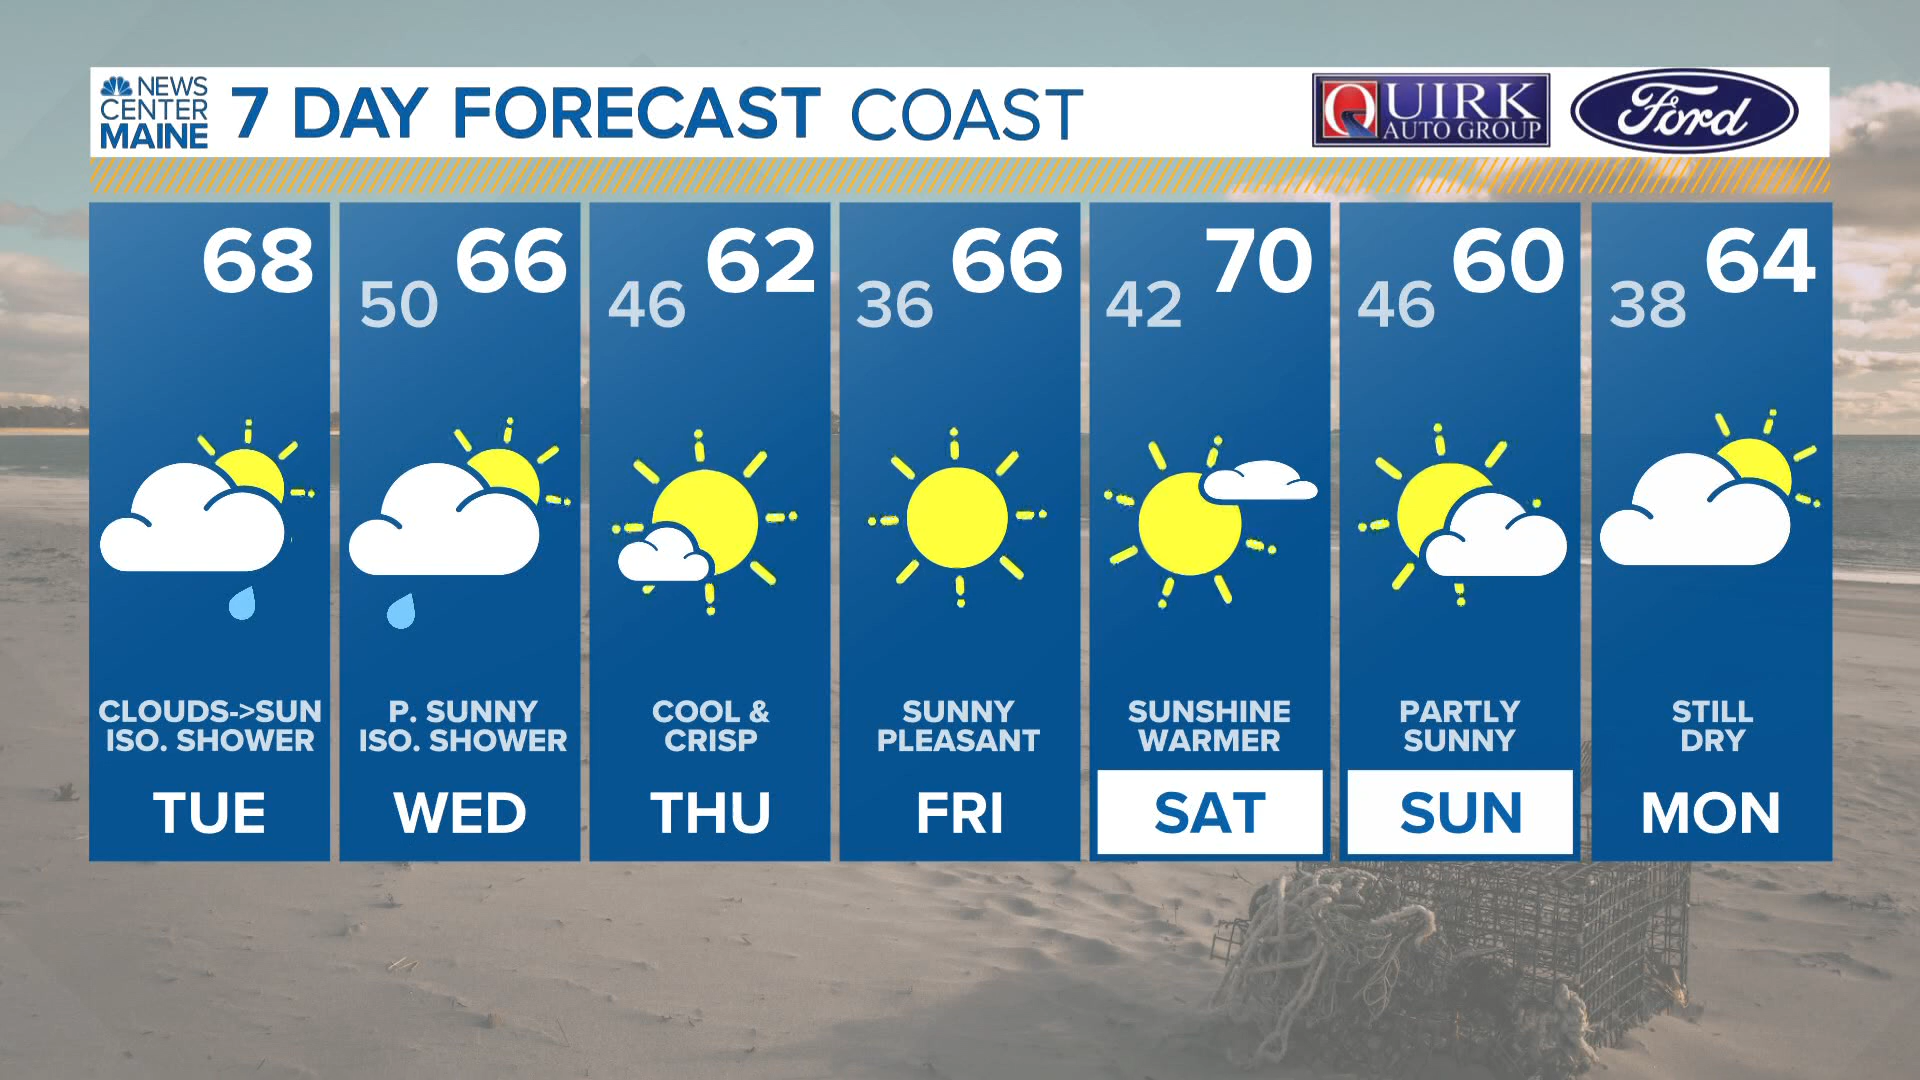 NEWS
CENTER
MAINE
7 DAY FORECAST COAST
QUIRK
AUTO GROUP
Ford
68
50 66
46 62
36 66
42 70
46 60
38 64
CLOUDS->SUN
ISO. SHOWER
P. SUNNY
ISO. SHOWER
COOL &
CRISP
SUNNY
PLEASANT
SUNSHINE
WARMER
PARTLY
SUNNY
STILL
DRY
TUE
WED
THU
FRI
SAT
SUN
MON